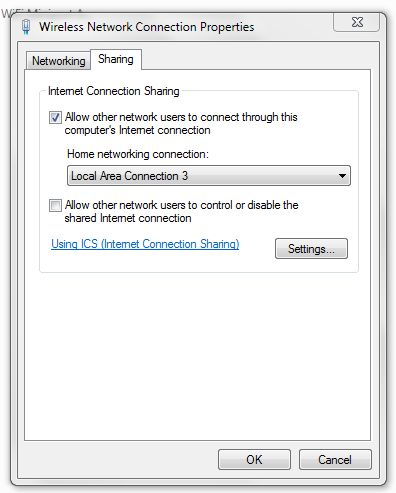 Wireless Network Connection Properties
Networking
Sharing
Internet Connection Sharing
Allow other network users to connect through this
computer's Internet connection
Home networking connection:
Local Area Connection 3
Allow other network users to control or disable the
shared Internet connection
Using ICS (Internet Connection Sharing)
Settings...
OK
Cancel